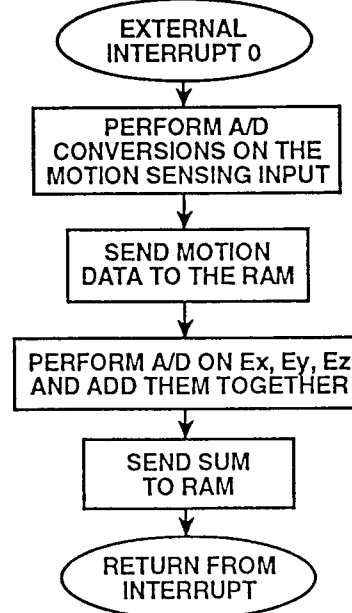 EXTERNAL
INTERRUPT 0
PERFORM A/D
CONVERSIONS ON THE
MOTION SENSING INPUT
SEND MOTION
DATA TO THE RAM
PERFORM A/D ON Ex, Ey, Ez
AND ADD THEM TOGETHER
SEND SUM
TO RAM
RETURN FROM
INTERRUPT